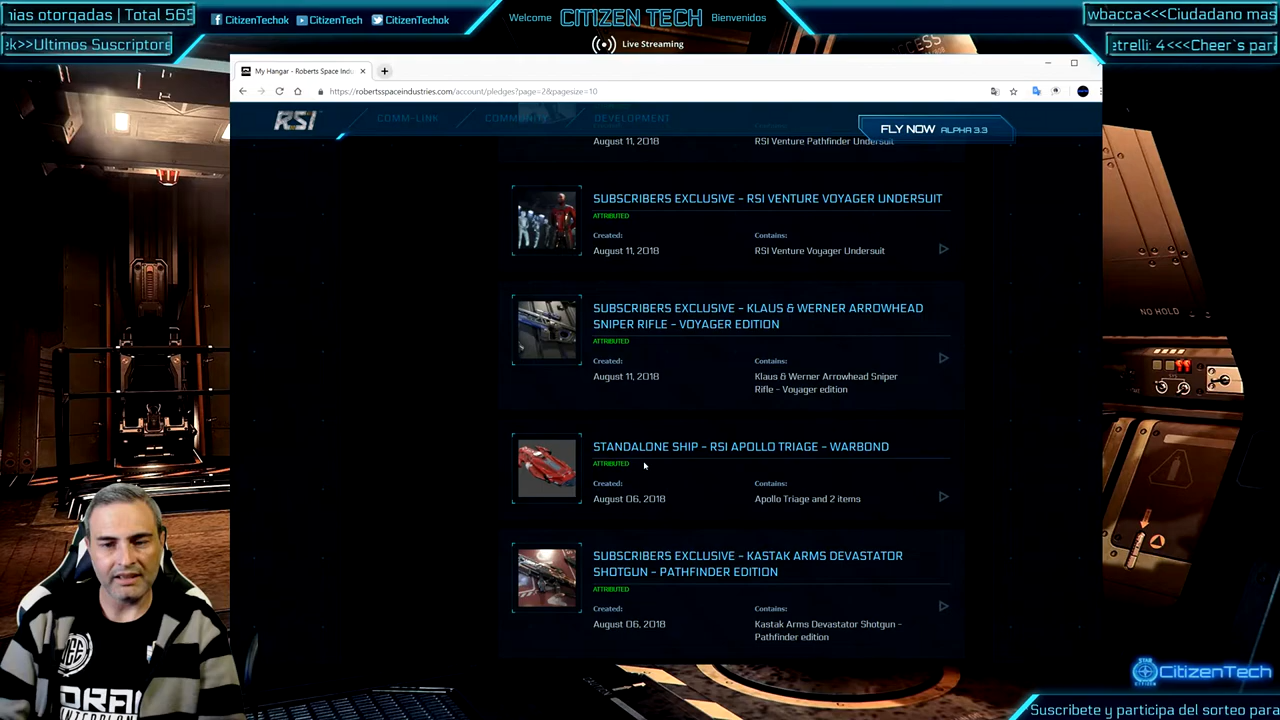 ias otorgadas | Total 565
k>>Ultimos Suscriptore
CitizenTechok
CitizenTech
CitizenTechok
Welcome
CITIZEN TECH
Bienvenidos
Live Streaming
wbacca<<<Ciudadano mas
etrelli: 4<<<Cheer`s par
My Hangar - Roberts Space Indu
https://robertsspaceindustries.com/account/pledges?page=2&pagesize=10
RSI
COMM-LINK
COMMUNITY
DEVELOPMENT
FLY NOW ALPHA 3.3
August 11, 2018
RSI Venture Pathfinder Undersuit
SUBSCRIBERS EXCLUSIVE - RSI VENTURE VOYAGER UNDERSUIT
ATTRIBUTED
Created:
Contains:
August 11, 2018
RSI Venture Voyager Undersuit
SUBSCRIBERS EXCLUSIVE - KLAUS & WERNER ARROWHEAD
SNIPER RIFLE - VOYAGER EDITION
ATTRIBUTED
Created:
Contains:
August 11, 2018
Klaus & Werner Arrowhead Sniper
Rifle - Voyager edition
STANDALONE SHIP - RSI APOLLO TRIAGE - WARBOND
ATTRIBUTED
Created:
Contains:
August 06, 2018
Apollo Triage and 2 items
SUBSCRIBERS EXCLUSIVE - KASTAK ARMS DEVASTATOR
SHOTGUN - PATHFINDER EDITION
ATTRIBUTED
Created:
Contains:
August 06, 2018
Kastak Arms Devastator Shotgun -
Pathfinder edition
NO HOLD
CitizenTech
Suscribete y participa del sorteo para